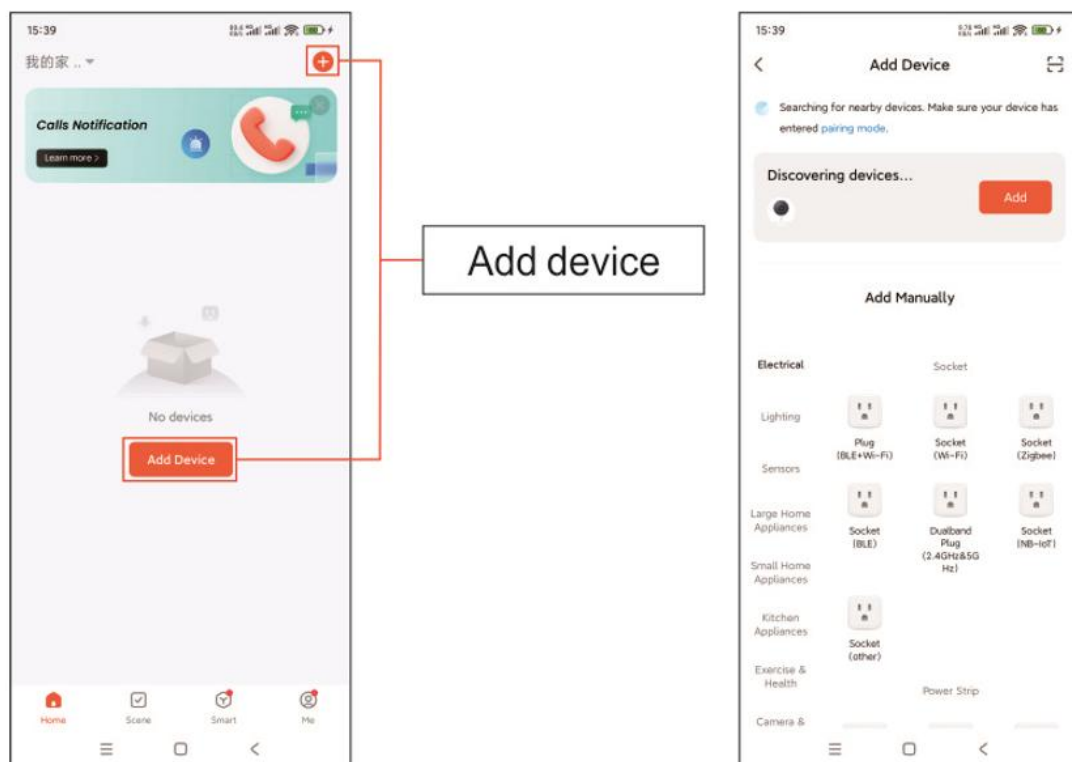 15:39
我的家 ..
Calls Notification
Learn more >
No devices
Add Device
Home
Scene
Smart
Me
Add device
15:39
Add Device
Searching for nearby devices. Make sure your device has
entered pairing mode.
Discovering devices...
Add
Add Manually
Electrical
Socket
Lighting
Plug
(BLE+Wi-Fi)
Socket
(Wi-Fi)
Socket
(Zigbee)
Sensors
Large Home
Appliances
Socket
(BLE)
Dualband
Plug
(2.4GHz&5G
Hz)
Socket
(NB-IoT)
Small Home
Appliances
Kitchen
Appliances
Socket
(other)
Exercise &
Health
Power Strip
Camera &